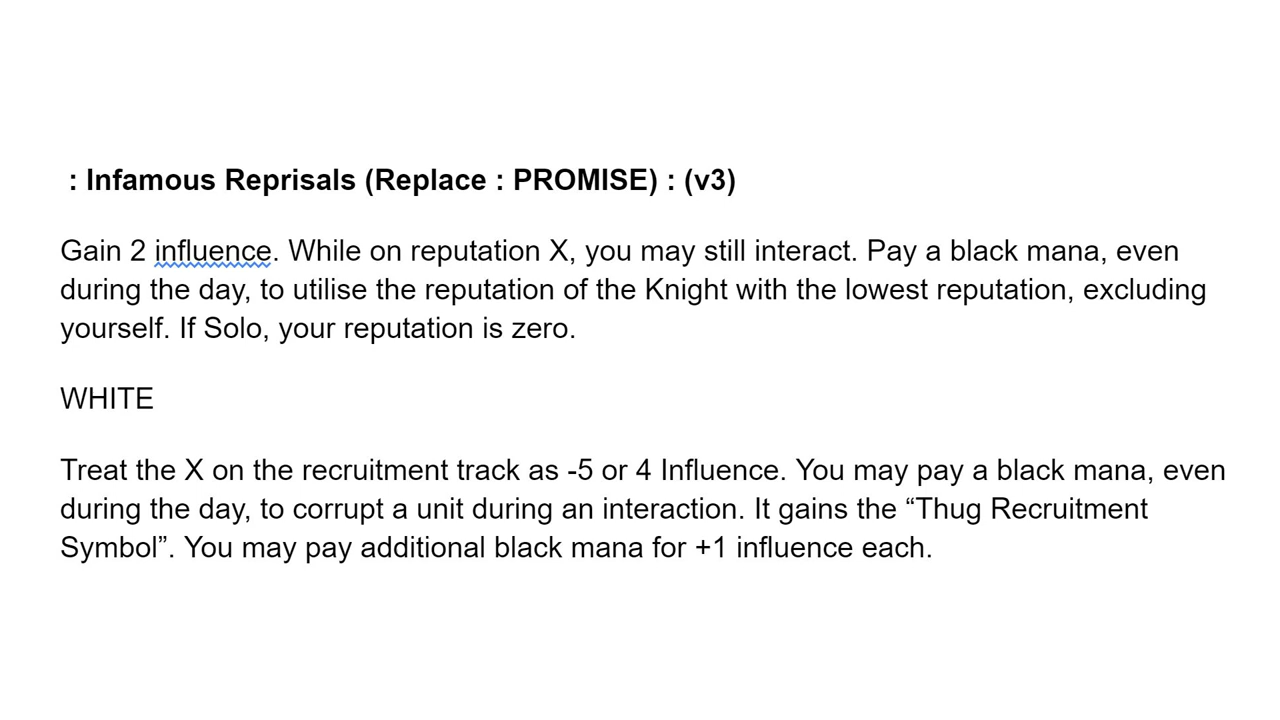 : Infamous Reprisals (Replace : PROMISE) : (v3)
Gain 2 influence. While on reputation X, you may still interact. Pay a black mana, even
during the day, to utilise the reputation of the Knight with the lowest reputation, excluding
yourself. If Solo, your reputation is zero.
WHITE
Treat the X on the recruitment track as -5 or 4 Influence. You may pay a black mana, even
during the day, to corrupt a unit during an interaction. It gains the “Thug Recruitment
Symbol”. You may pay additional black mana for +1 influence each.